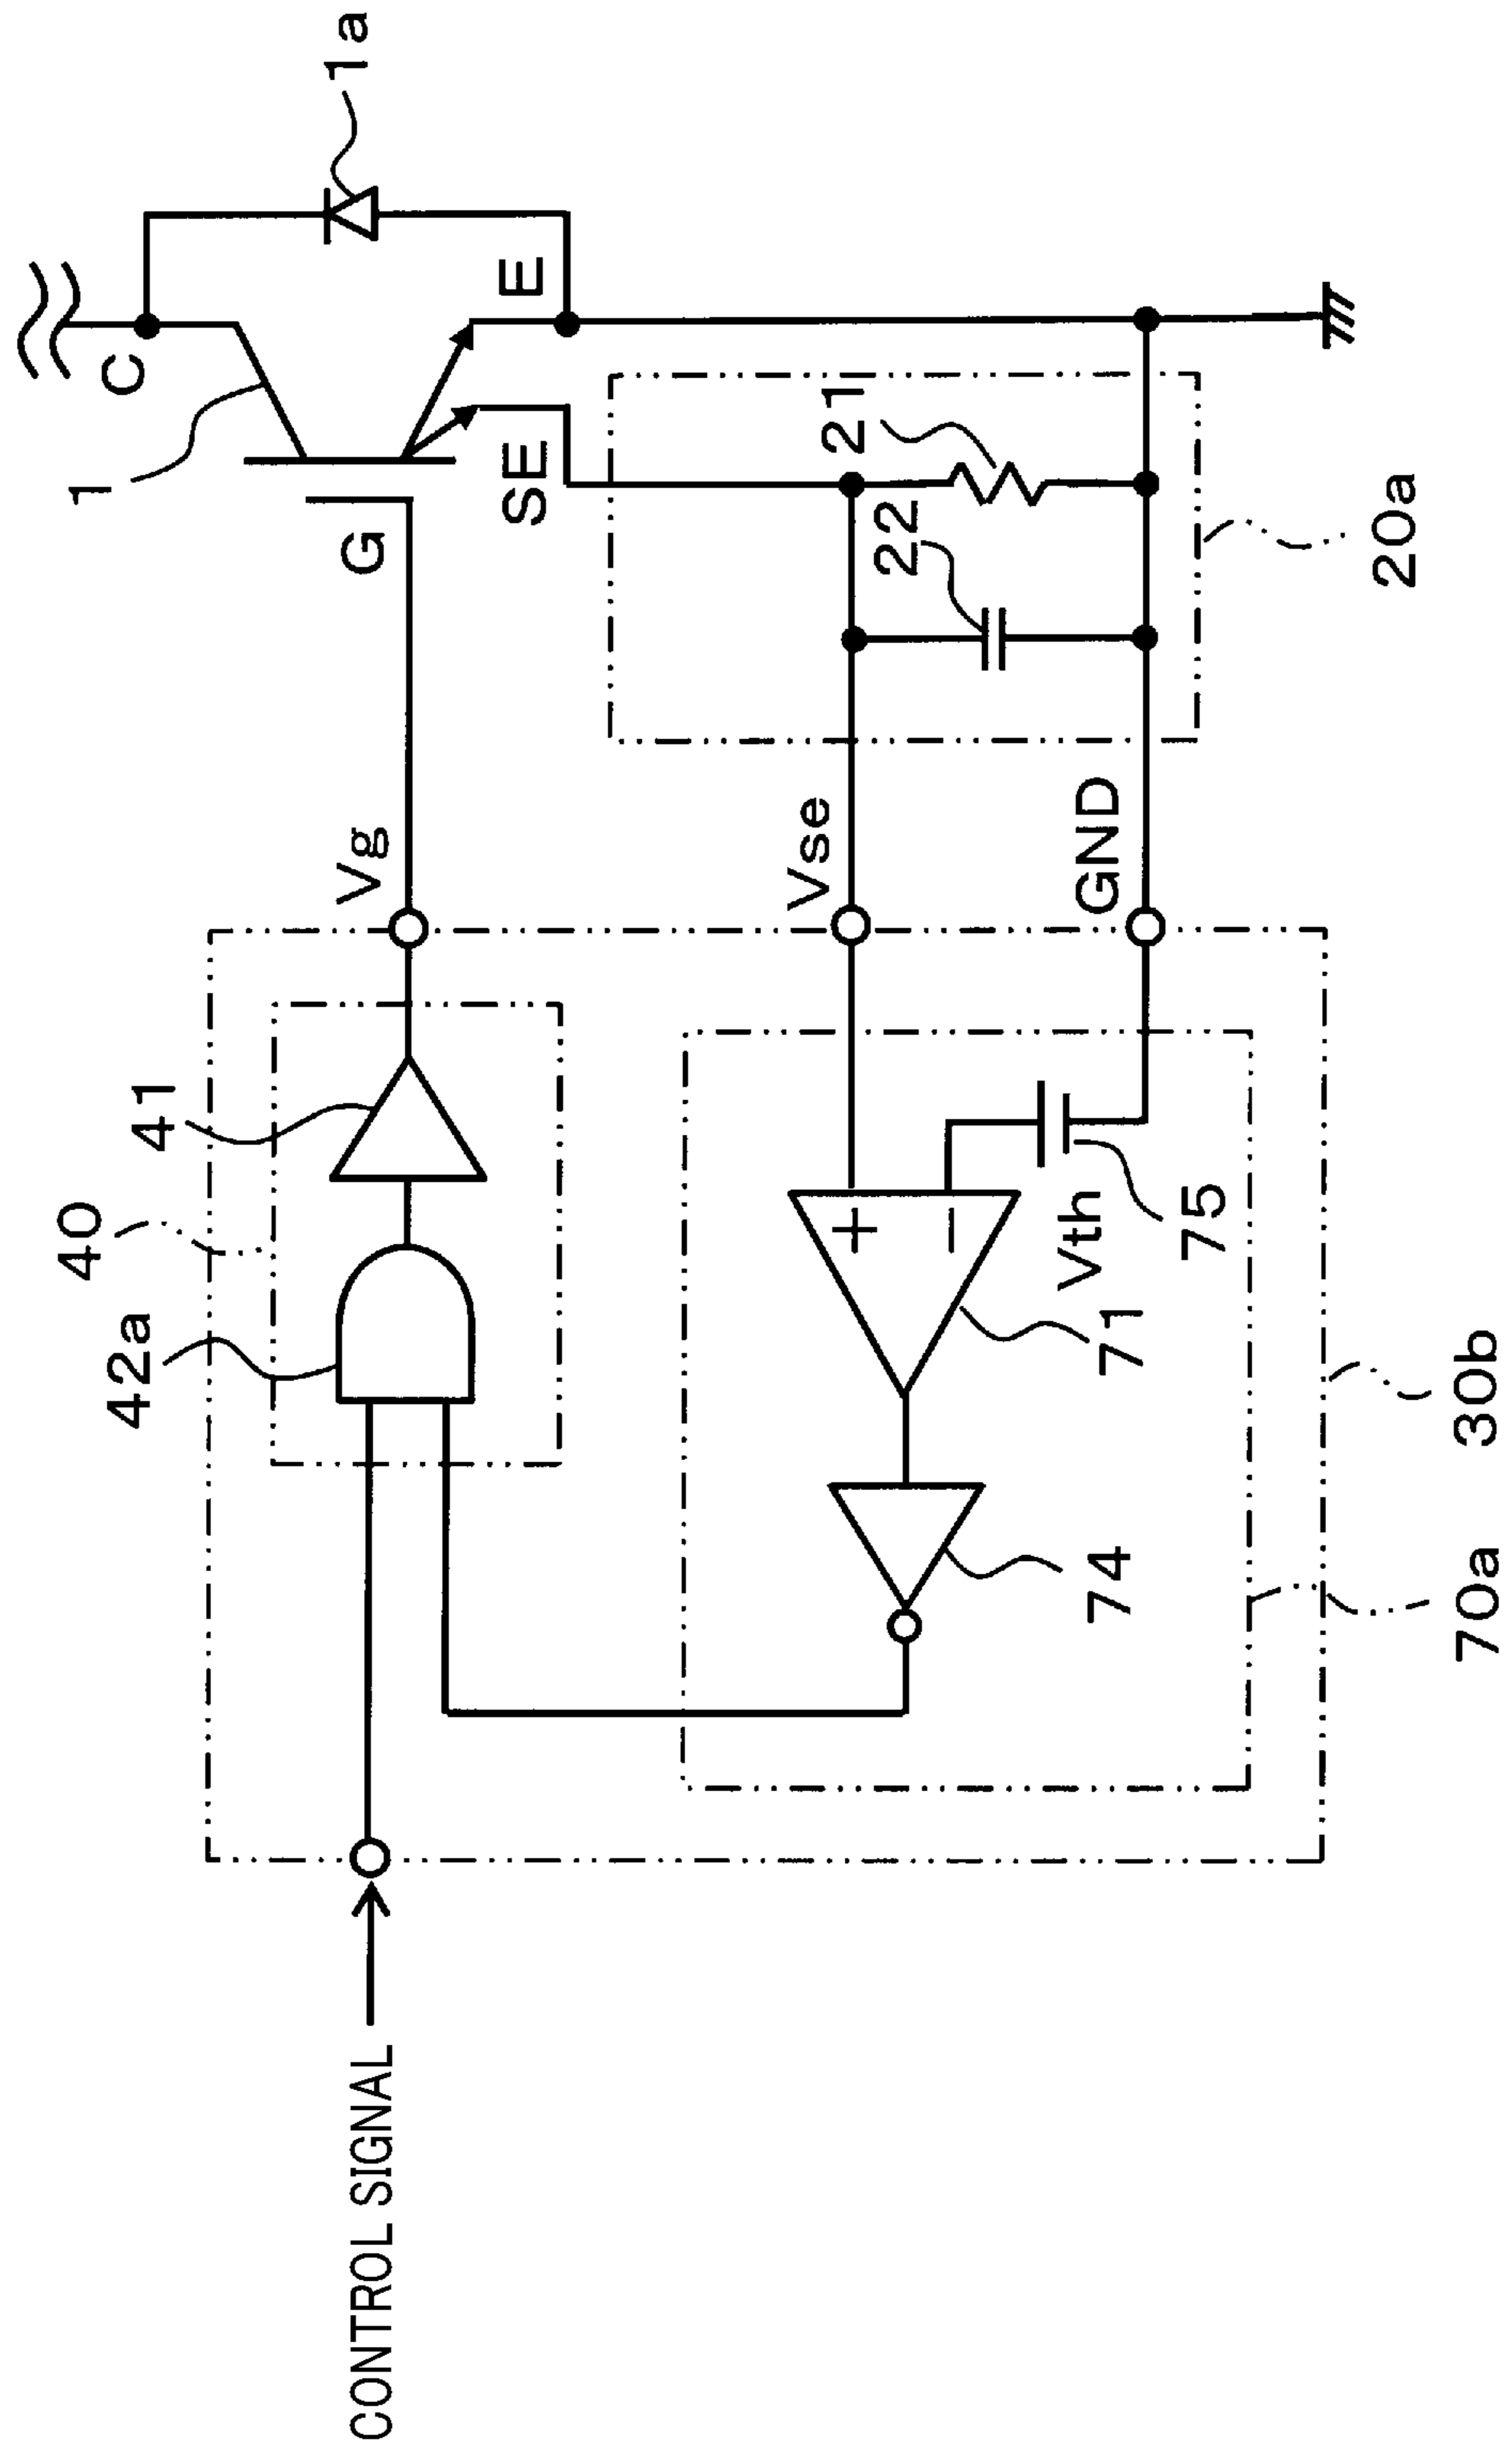 CONTROL SIGNAL
42a
40
41
Vg
G
1
C
1a
E
SE
Vse
GND
22
21
20a
74
71
+
−
Vth
75
70a
30b